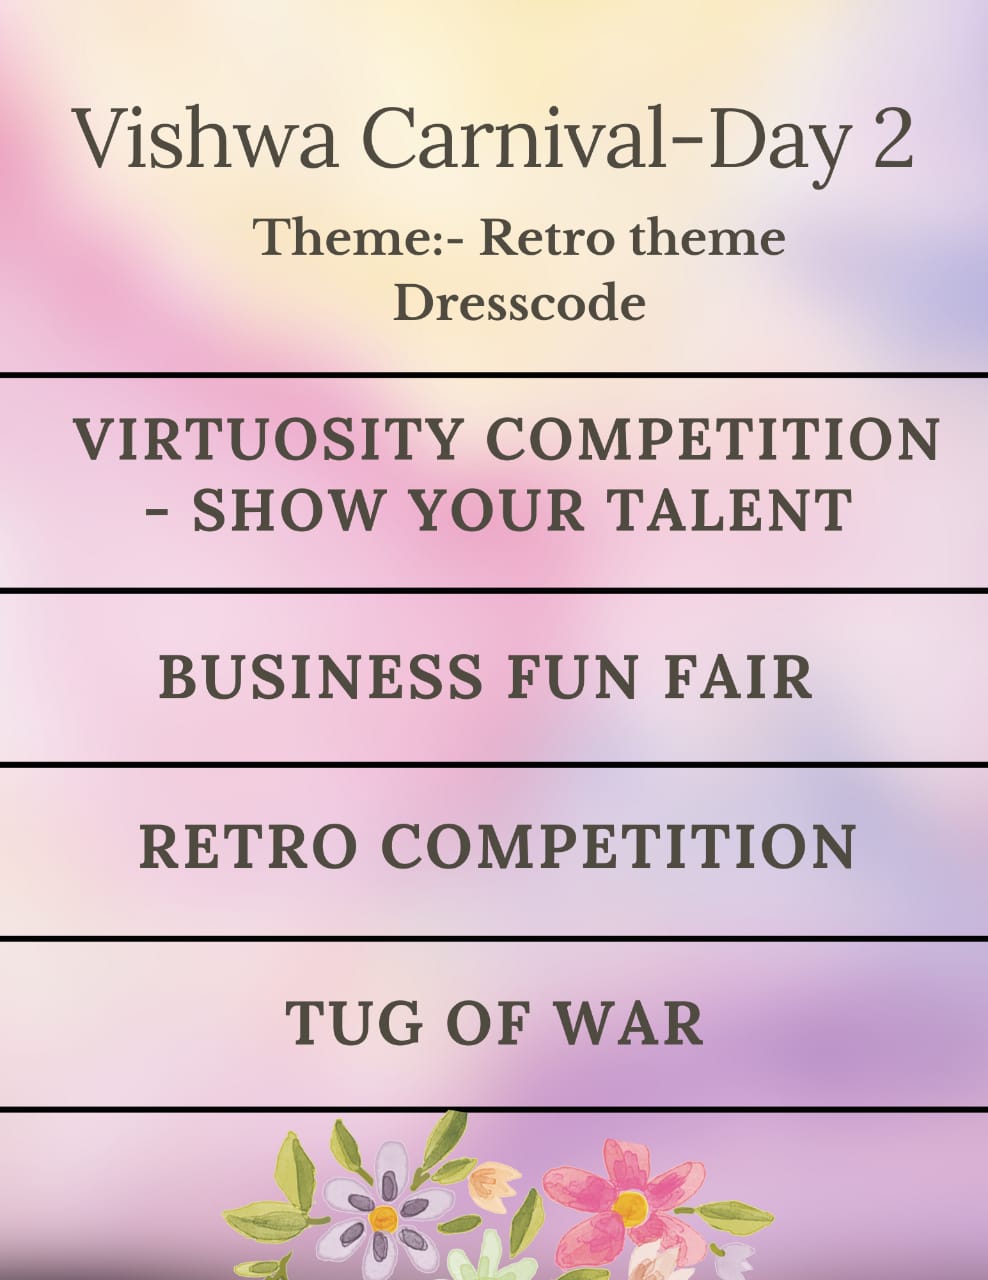 Vishwa Carnival-Day 2
Theme:- Retro theme
Dresscode
VIRTUOSITY COMPETITION
- SHOW YOUR TALENT
BUSINESS FUN FAIR
RETRO COMPETITION
TUG OF WAR